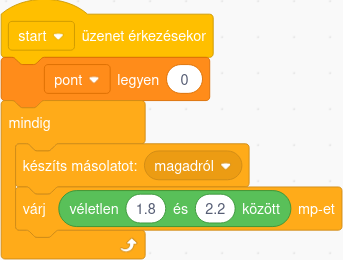 start üzenet érkezésekor
pont legyen 0
mindig
készíts másolatot: magadról
várj véletlen 1.8 és 2.2 között mp-et